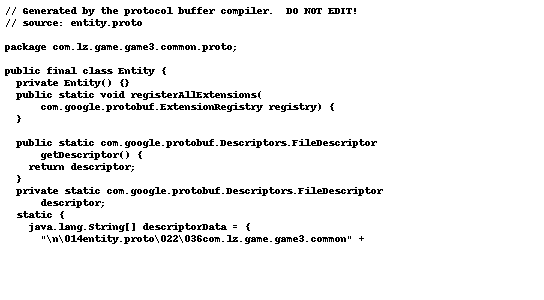 // Generated by the protocol buffer compiler.  DO NOT EDIT!
// source: entity.proto

package com.lz.game.game3.common.proto;

public final class Entity {
  private Entity() {}
  public static void registerAllExtensions(
      com.google.protobuf.ExtensionRegistry registry) {
  }

  public static com.google.protobuf.Descriptors.FileDescriptor
      getDescriptor() {
    return descriptor;
  }
  private static com.google.protobuf.Descriptors.FileDescriptor
      descriptor;
  static {
    java.lang.String[] descriptorData = {
      "\n\014entity.proto\022\036com.lz.game.game3.common" +